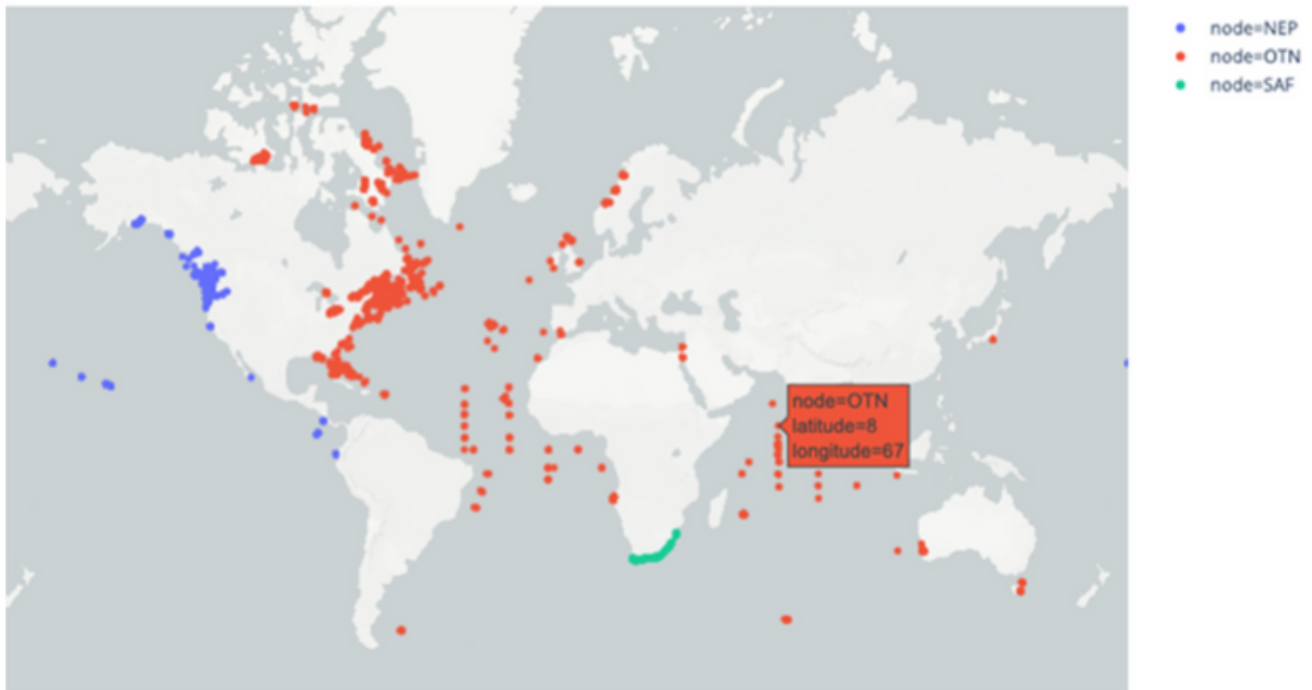 node=NEP
node=OTN
node=SAF
node=OTN
latitude=8
longitude=67